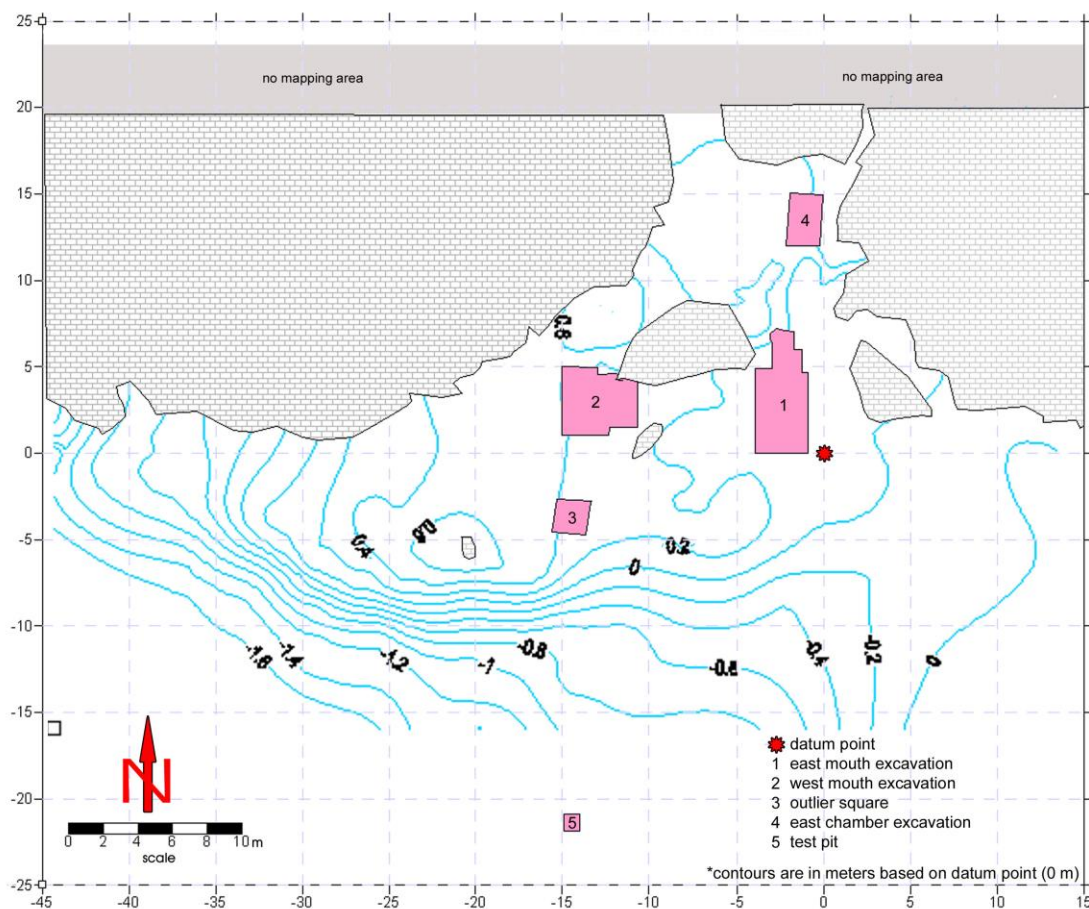 25
no mapping area
no mapping area
20
15
4
10
5
2
1
0
3
0.4
0.2
-5
0
-10
-1.6
-1.4
-1.2
-1
-0.8
-0.4
-0.2
0
-15
N
datum point
1 east mouth excavation
2 west mouth excavation
3 outlier square
4 east chamber excavation
5 test pit
-20
5
0 2 4 6 8 10 m
scale
*contours are in meters based on datum point (0 m)
-25
-45 -40 -35 -30 -25 -20 -15 -10 -5 0 5 10 15